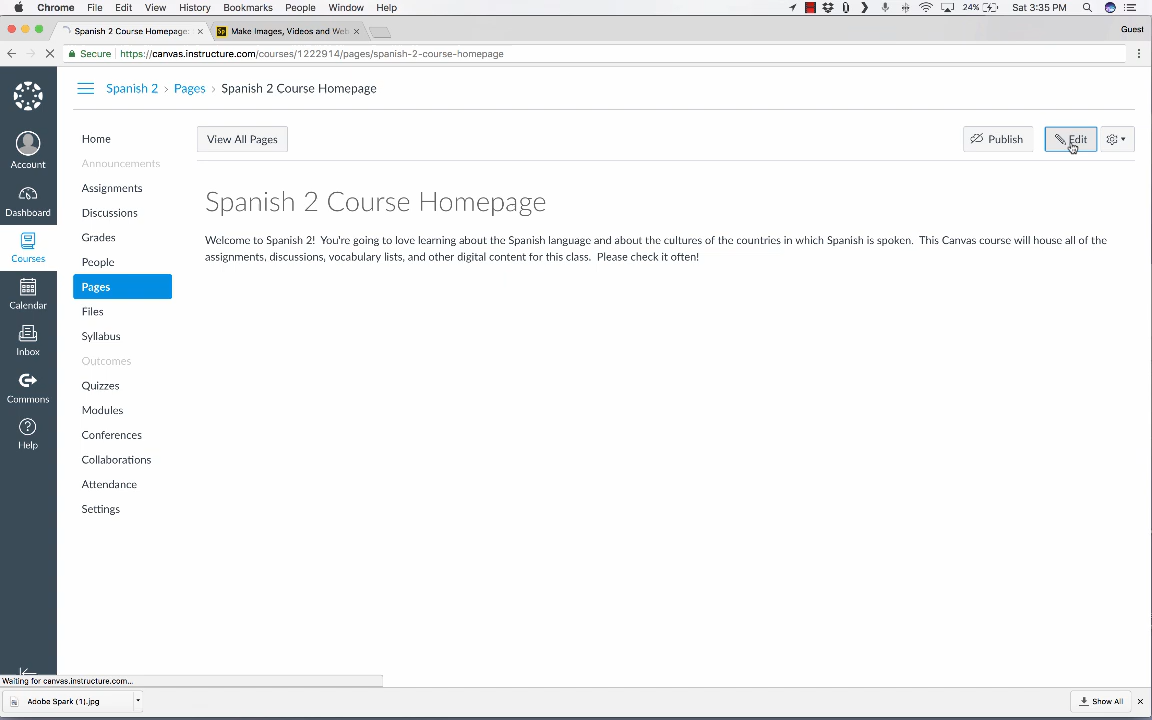 Chrome File Edit View History Bookmarks People Window Help 24% Sat 3:35 PM
Spanish 2 Course Homepage: Make Images, Videos and Web Guest
Secure https://canvas.instructure.com/courses/1222914/pages/spanish-2-course-homepage
Spanish 2 › Pages › Spanish 2 Course Homepage
Account
Dashboard
Courses
Calendar
Inbox
Commons
Help
Home
Announcements
Assignments
Discussions
Grades
People
Pages
Files
Syllabus
Outcomes
Quizzes
Modules
Conferences
Collaborations
Attendance
Settings
View All Pages Publish Edit
Spanish 2 Course Homepage
Welcome to Spanish 2! You're going to love learning about the Spanish language and about the cultures of the countries in which Spanish is spoken. This Canvas course will house all of the
assignments, discussions, vocabulary lists, and other digital content for this class. Please check it often!
Waiting for canvas.instructure.com...
Adobe Spark (1).jpg Show All